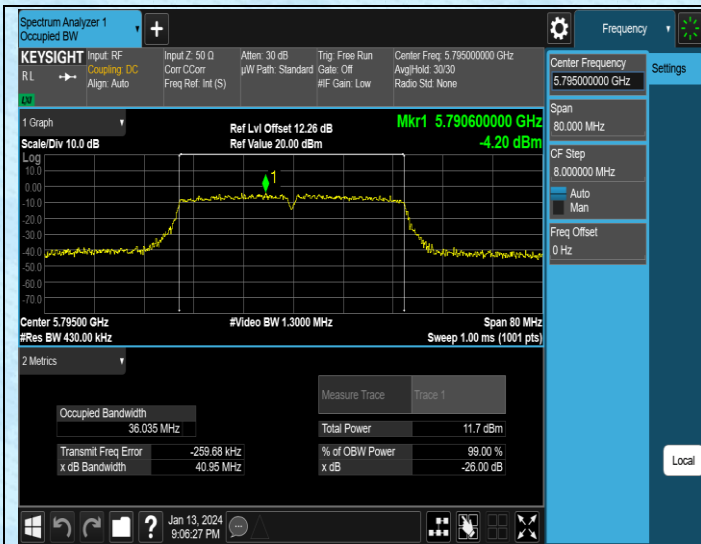 Spectrum Analyzer 1
Occupied BW
Frequency
KEYSIGHT
RL
LXI
Input: RF
Coupling: DC
Align: Auto
Input Z: 50 Ω
Corr CCorr
Freq Ref: Int (S)
Atten: 30 dB
µW Path: Standard
Trig: Free Run
Gate: Off
#IF Gain: Low
Center Freq: 5.795000000 GHz
Avg|Hold: 30/30
Radio Std: None
Center Frequency
5.795000000 GHz
Settings
Span
80.000 MHz
CF Step
8.000000 MHz
Auto
Man
Freq Offset
0 Hz
Local
1 Graph
Scale/Div 10.0 dB
Ref Lvl Offset 12.26 dB
Ref Value 20.00 dBm
Mkr1 5.790600000 GHz
-4.20 dBm
Log
10.0
0.00
-10.0
-20.0
-30.0
-40.0
-50.0
-60.0
-70.0
1
Center 5.79500 GHz
#Res BW 430.00 kHz
#Video BW 1.3000 MHz
Span 80 MHz
Sweep 1.00 ms (1001 pts)
2 Metrics
Measure Trace
Trace 1
Occupied Bandwidth
36.035 MHz
Total Power
11.7 dBm
Transmit Freq Error
-259.68 kHz
% of OBW Power
99.00 %
x dB Bandwidth
40.95 MHz
x dB
-26.00 dB
?
Jan 13, 2024
9:06:27 PM